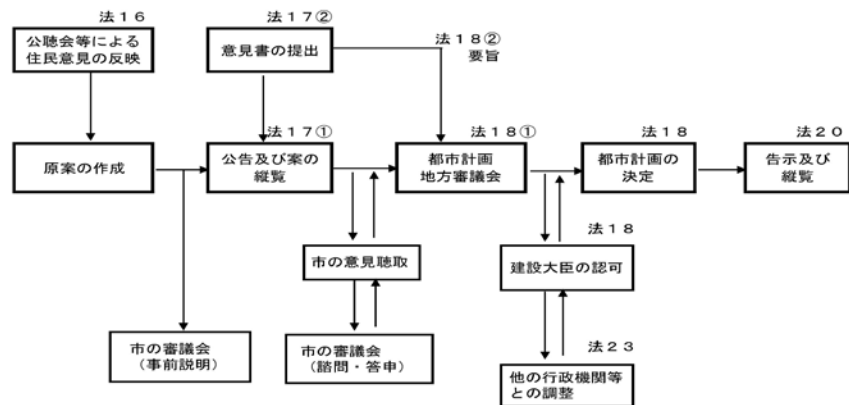 法１６
公聴会等による
住民意見の反映
法１７②
意見書の提出
法１８②
要旨
原案の作成
法１７①
公告及び案の
縦覧
法１８①
都市計画
地方審議会
法１８
都市計画の
決定
法２０
告示及び
縦覧
市の意見聴取
法１８
建設大臣の認可
市の審議会
（事前説明）
市の審議会
（諮問・答申）
法２３
他の行政機関等
との調整